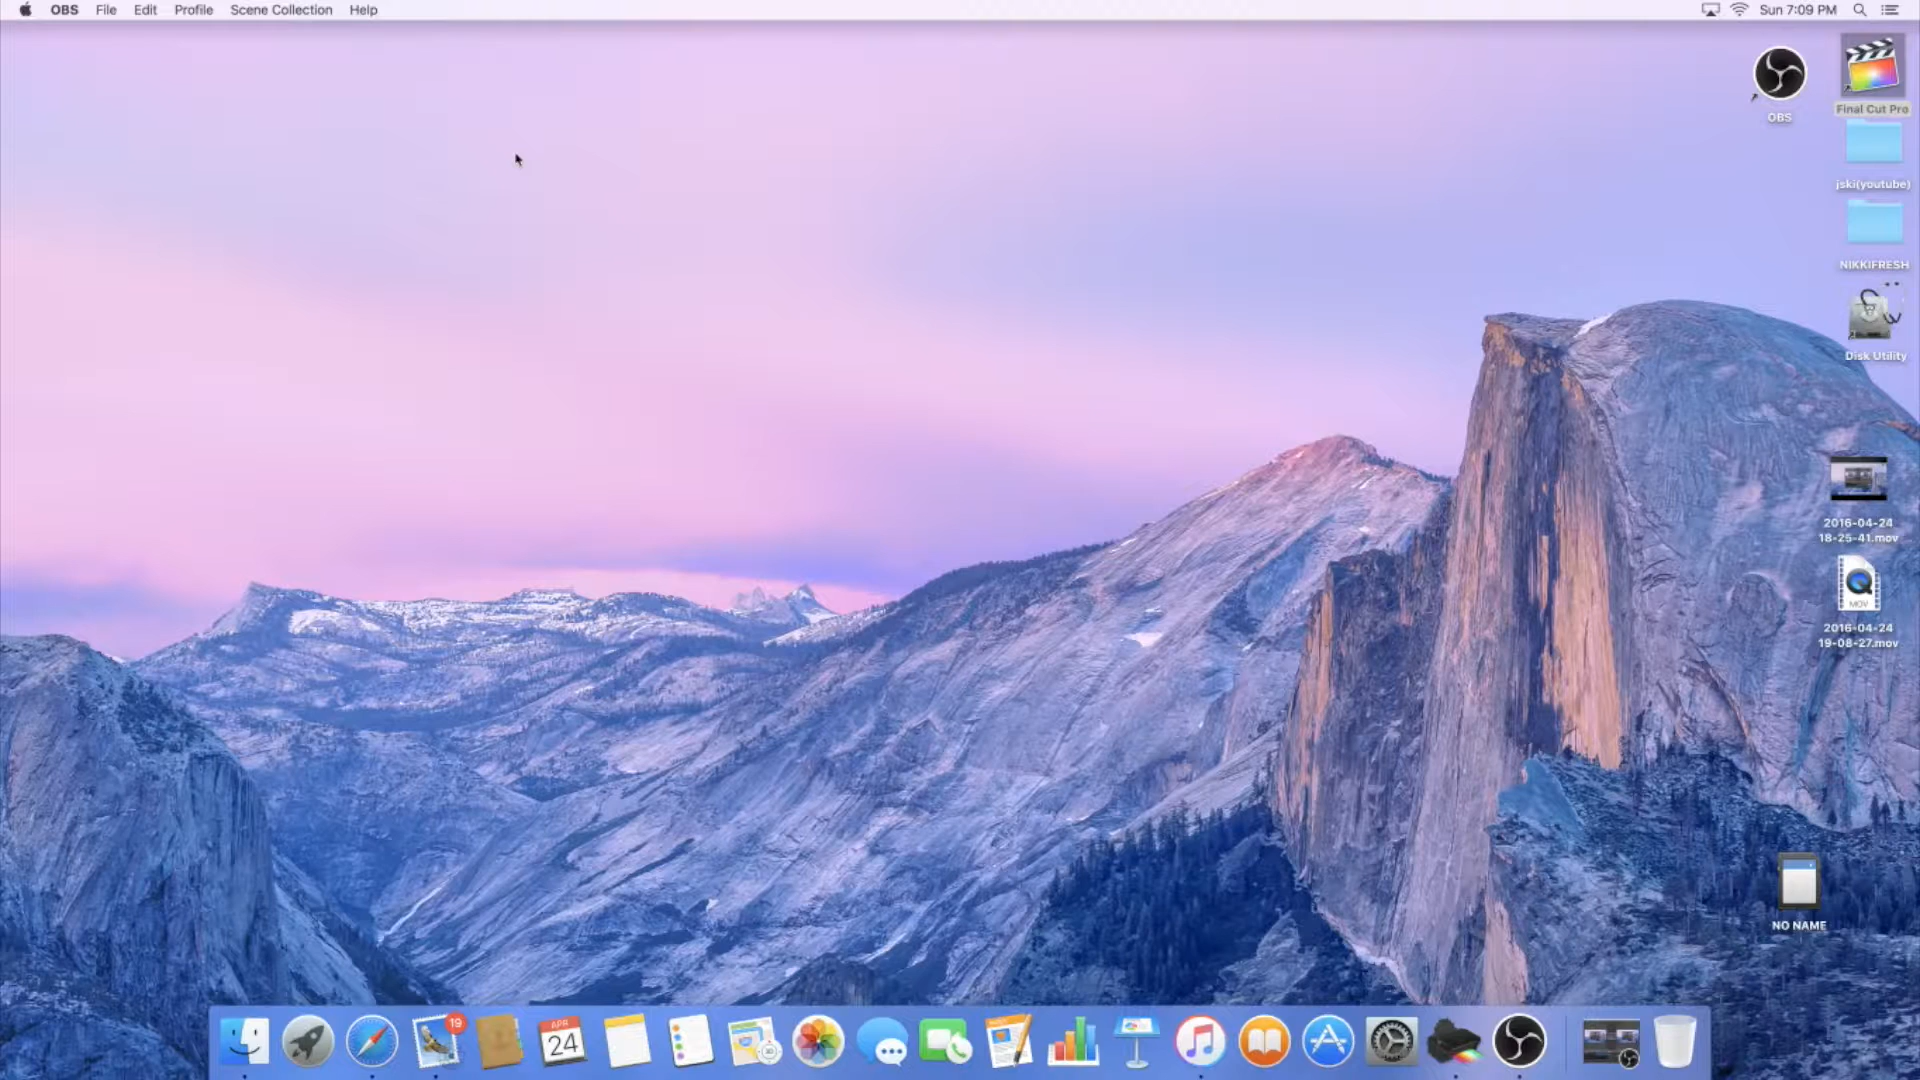 OBS File Edit Profile Scene Collection Help
Sun 7:09 PM
OBS
Final Cut Pro
jski(youtube)
NIKKIFRESH
Disk Utility
2016-04-24
18-25-41.mov
MOV
2016-04-24
19-08-27.mov
NO NAME
19
APR
24